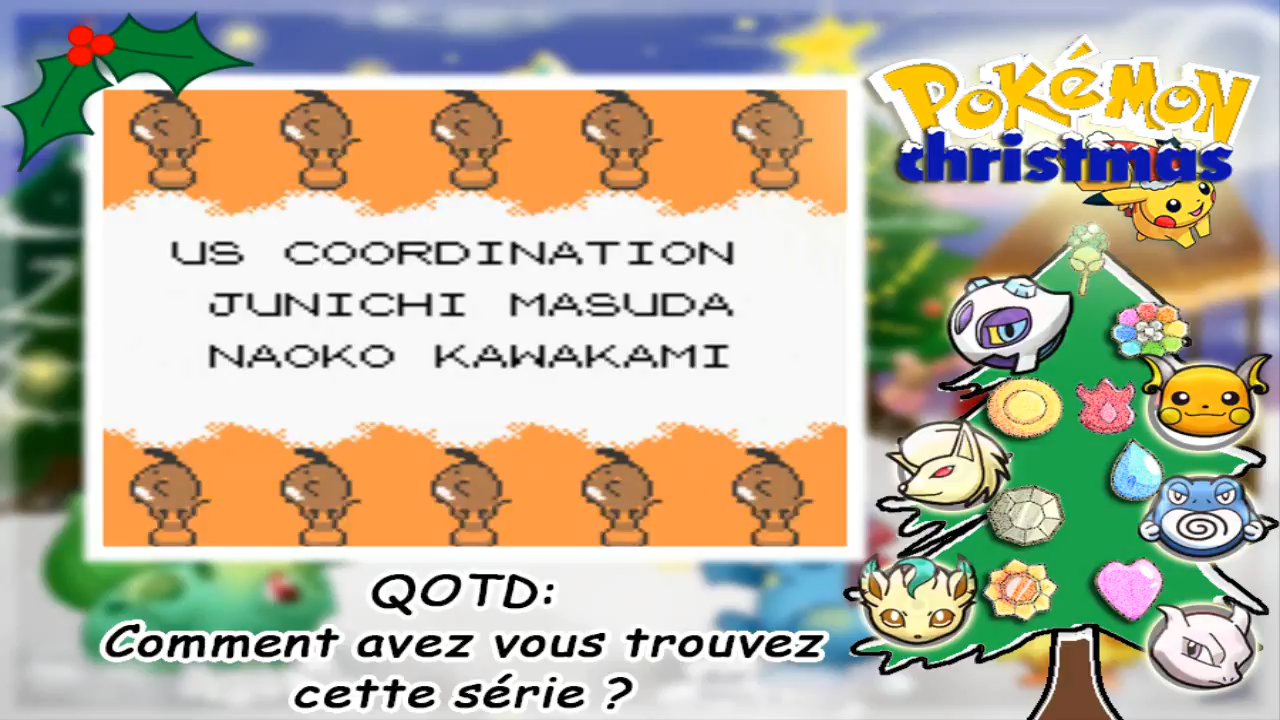 POKéMON
christmas
US COORDINATION
JUNICHI MASUDA
NAOKO KAWAKAMI
QOTD:
Comment avez vous trouvez
cette série ?